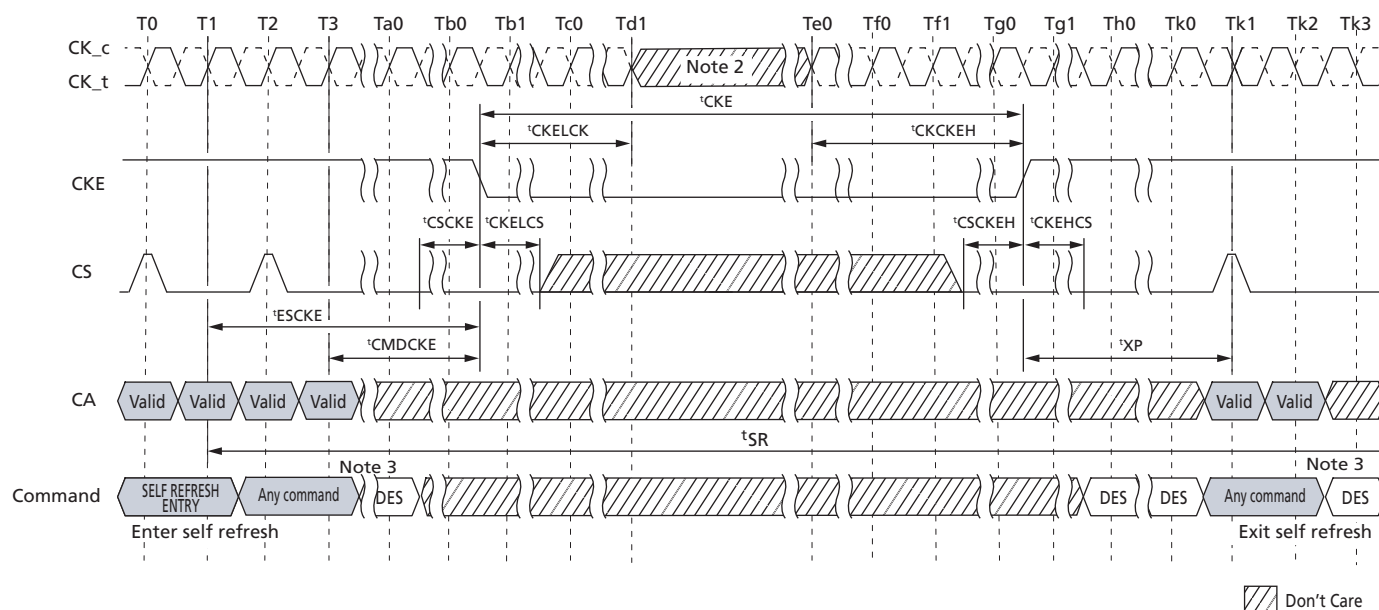 T0 T1 T2 T3 Ta0 Tb0 Tb1 Tc0 Td1 Te0 Tf0 Tf1 Tg0 Tg1 Th0 Tk0 Tk1 Tk2 Tk3
CK_c
CK_t
Note 2
tCKE
tCKELCK tCKCKEH
CKE
tCSCKE tCKELCS tCSCKEH tCKEHCS
CS
tESCKE
tCMDCKE tXP
CA Valid Valid Valid Valid Valid Valid
tSR
Note 3 Note 3
Command SELF REFRESH ENTRY Any command DES DES DES Any command DES
Enter self refresh Exit self refresh
Don't Care